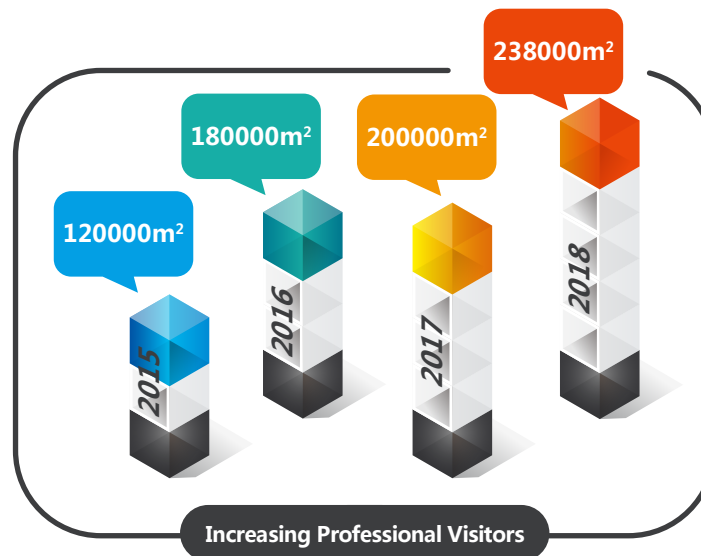 238000m²
180000m²
200000m²
120000m²
2015
2016
2017
2018
Increasing Professional Visitors